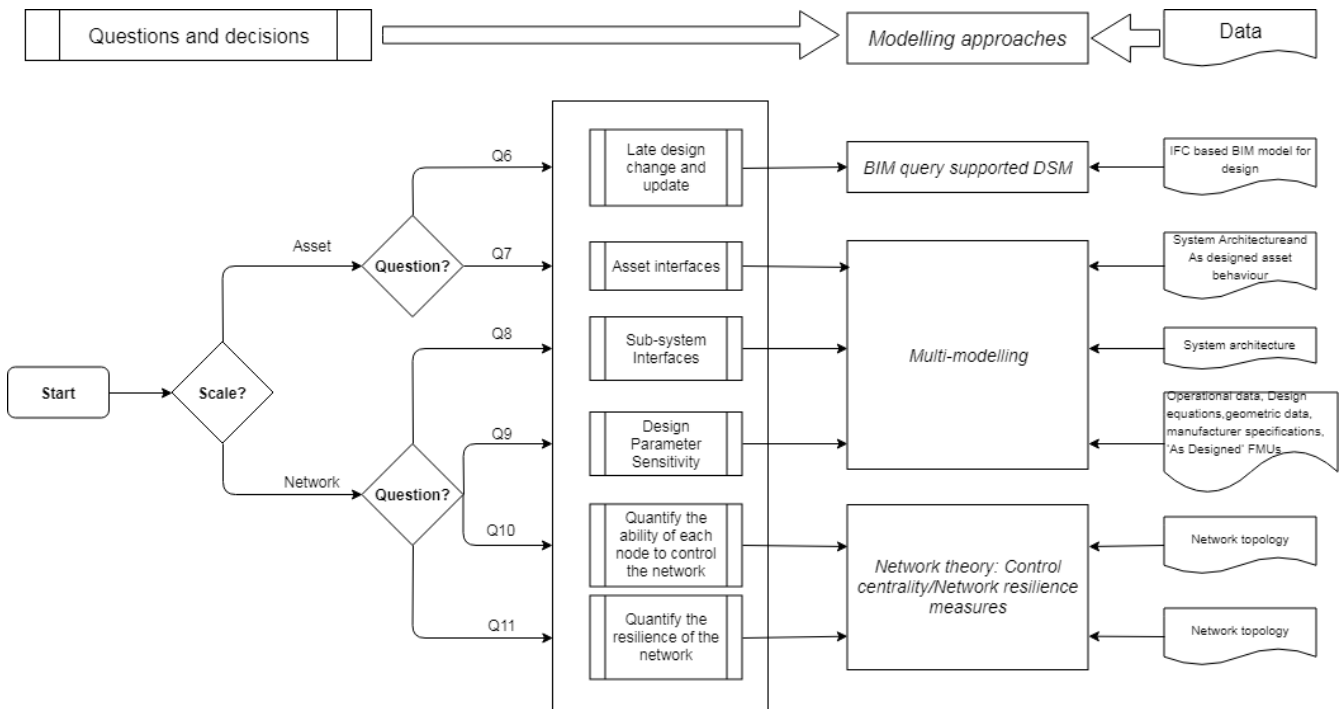 Questions and decisions
Modelling approaches
Data
Q6
Late design
change and
update
BIM query supported DSM
IFC based BIM model for
design
Asset
Question?
Q7
Asset interfaces
System Architectureand
As designed asset
behaviour
Q8
Sub-system
Interfaces
Multi-modelling
System architecture
Start
Scale?
Q9
Design
Parameter
Sensitivity
Operational data, Design
equations,geometric data,
manufacturer specifications,
'As Designed' FMUs
Network
Question?
Q10
Quantify the
ability of each
node to control
the network
Network theory: Control
centrality/Network resilience
measures
Network topology
Q11
Quantify the
resilience of the
network
Network topology